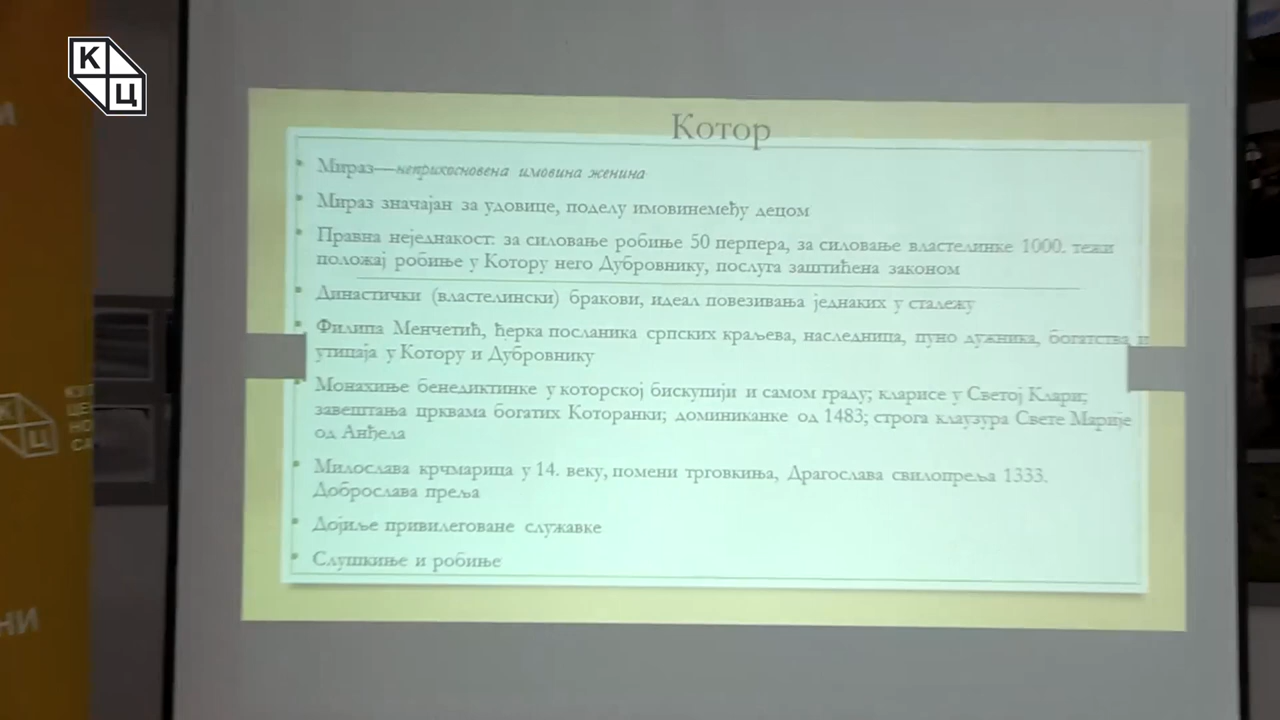 К
Ц
Котор
Мираз—неприкосновена имовина женина
Мираз значајан за удовице, поделу имовинемеђу децом
Правна неједнакост: за силовање робиње 50 перпера, за силовање властелинке 1000. тежи
положај робиње у Котору него Дубровнику, послуга заштићена законом
Династички (властелински) бракови, идеал повезивања једнаких у сталежу
Филипа Менчетић, ћерка посланика српских краљева, наследница, пуно дужника, богатства и
утицаја у Котору и Дубровнику
Монахиње бенедиктинке у которској бискупији и самом граду; кларисе у Светој Клари;
завештања црквама богатих Которанки; доминиканке од 1483; строга клаузура Свете Марије
од Анђела
Милослава крчмарица у 14. веку, помени трговкиња, Драгослава свилопреља 1333.
Доброслава преља
Дојиље привилеговане служавке
Слушкиње и робиње
К
Ц
НИ